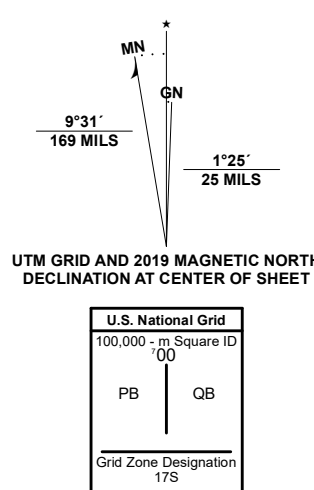 MN
GN
9°31´
169 MILS
1°25´
25 MILS
UTM GRID AND 2019 MAGNETIC NORTH
DECLINATION AT CENTER OF SHEET
U.S. National Grid
100,000 - m Square ID
⁷00
PB QB
Grid Zone Designation
17S